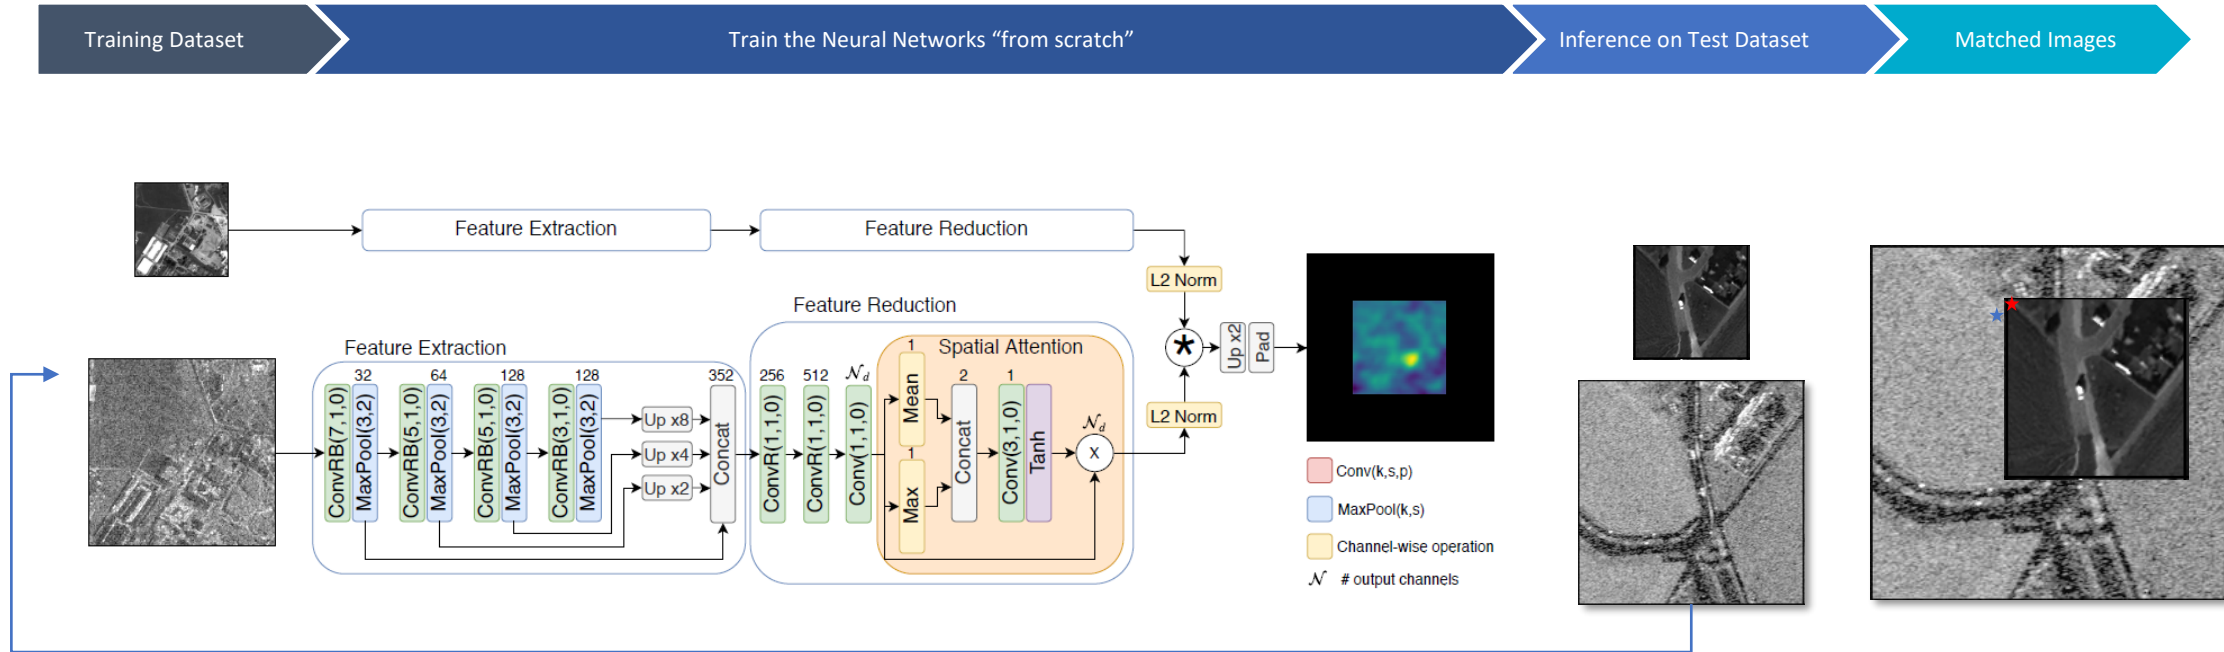 Training Dataset
Train the Neural Networks “from scratch”
Inference on Test Dataset
Matched Images
Feature Extraction
Feature Reduction
L2 Norm
Feature Reduction
Feature Extraction
Spatial Attention
32
64
128
128
352
256
512
𝒩d
1
2
1
𝒩d
ConvRB(7,1,0)
MaxPool(3,2)
ConvRB(5,1,0)
MaxPool(3,2)
ConvRB(5,1,0)
MaxPool(3,2)
ConvRB(3,1,0)
MaxPool(3,2)
Up x8
Up x4
Up x2
Concat
ConvR(1,1,0)
ConvR(1,1,0)
Conv(1,1,0)
Mean
1
Max
Concat
Conv(3,1,0)
Tanh
x
*
L2 Norm
Up x2
Pad
Conv(k,s,p)
MaxPool(k,s)
Channel-wise operation
𝒩 # output channels